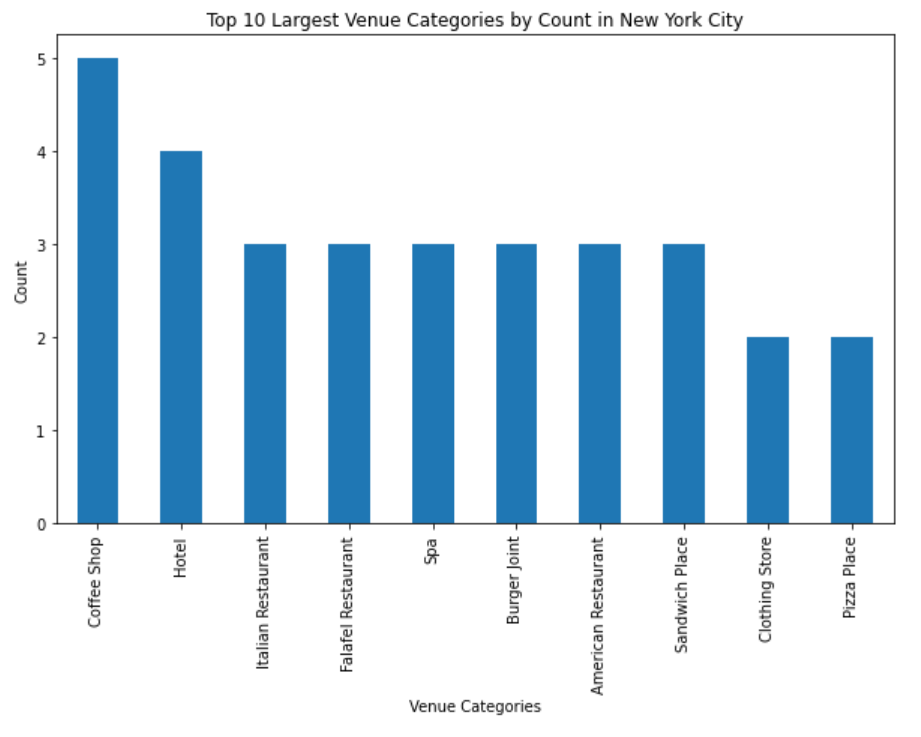 Top 10 Largest Venue Categories by Count in New York City
5
4
3
2
1
0
Count
Coffee Shop
Hotel
Italian Restaurant
Falafel Restaurant
Spa
Burger Joint
American Restaurant
Sandwich Place
Clothing Store
Pizza Place
Venue Categories